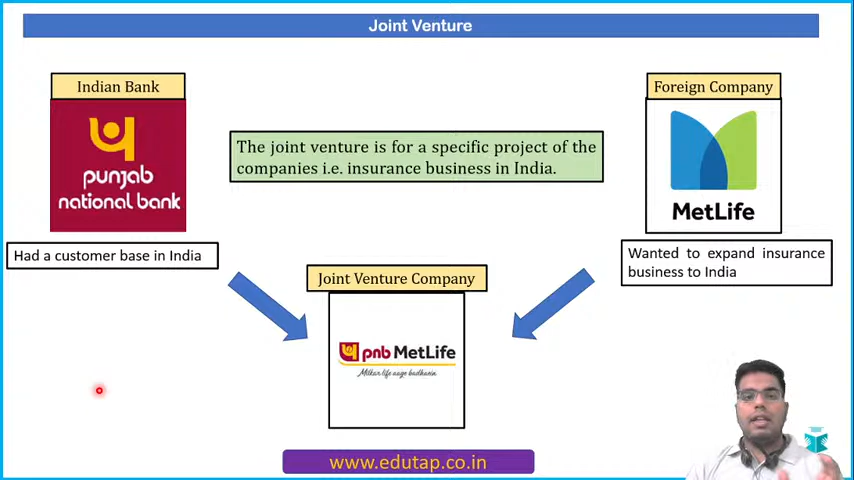 Joint Venture
Indian Bank
punjab
national bank
Had a customer base in India
The joint venture is for a specific project of the
companies i.e. insurance business in India.
Foreign Company
MetLife
Wanted to expand insurance
business to India
Joint Venture Company
pnb MetLife
Milkar life aage badhaein
www.edutap.co.in